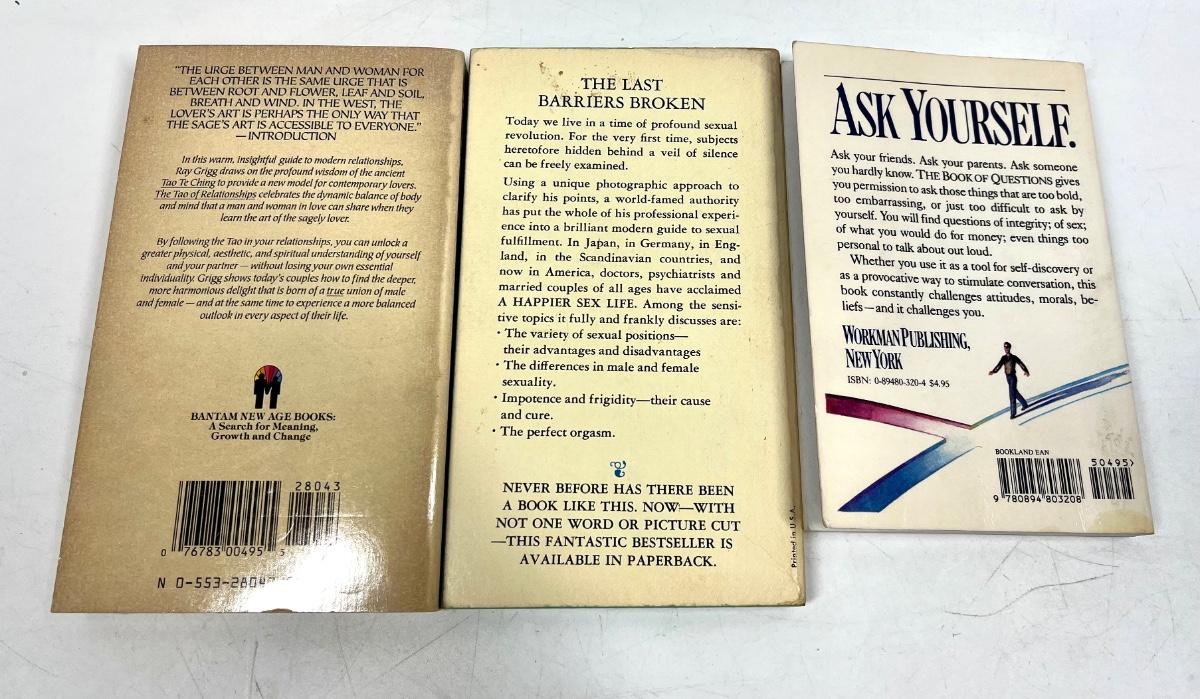 "THE URGE BETWEEN MAN AND WOMAN FOR
EACH OTHER IS THE SAME URGE THAT IS
BETWEEN ROOT AND FLOWER, LEAF AND SOIL,
BREATH AND WIND. IN THE WEST, THE
LOVER'S ART IS PERHAPS THE ONLY WAY THAT
THE SAGE'S ART IS ACCESSIBLE TO EVERYONE."
—INTRODUCTION
In this warm, insightful guide to modern relationships,
Ray Grigg draws on the profound wisdom of the ancient
Tao Te Ching to provide a new model for contemporary lovers.
The Tao of Relationships celebrates the dynamic balance of body
and mind that a man and woman in love can share when they
learn the art of the sagely lover.
By following the Tao in your relationships, you can unlock a
greater physical, aesthetic, and spiritual understanding of yourself
and your partner — without losing your own essential
individuality. Grigg shows today's couples how to find the deeper,
more harmonious delight that is born of a true union of male
and female — and at the same time to experience a more balanced
outlook in every aspect of their life.
BANTAM NEW AGE BOOKS:
A Search for Meaning,
Growth and Change
28043
0 76783 00495 5
N 0-553-2804
THE LAST
BARRIERS BROKEN
Today we live in a time of profound sexual
revolution. For the very first time, subjects
heretofore hidden behind a veil of silence
can be freely examined.
Using a unique photographic approach to
clarify his points, a world-famed authority
has put the whole of his professional experi-
ence into a brilliant modern guide to sexual
fulfillment. In Japan, in Germany, in Eng-
land, in the Scandinavian countries, and
now in America, doctors, psychiatrists and
married couples of all ages have acclaimed
A HAPPIER SEX LIFE. Among the sensi-
tive topics it fully and frankly discusses are:
• The variety of sexual positions—
their advantages and disadvantages
• The differences in male and female
sexuality.
• Impotence and frigidity—their cause
and cure.
• The perfect orgasm.
NEVER BEFORE HAS THERE BEEN
A BOOK LIKE THIS. NOW—WITH
NOT ONE WORD OR PICTURE CUT
—THIS FANTASTIC BESTSELLER IS
AVAILABLE IN PAPERBACK.
Printed in U.S.A.
ASK YOURSELF.
Ask your friends. Ask your parents. Ask someone
you hardly know. THE BOOK OF QUESTIONS gives
you permission to ask those things that are too bold,
too embarrassing, or just too difficult to ask by
yourself. You will find questions of integrity; of sex;
of what you would do for money; even things too
personal to talk about out loud.
Whether you use it as a tool for self-discovery or
as a provocative way to stimulate conversation, this
book constantly challenges attitudes, morals, be-
liefs—and it challenges you.
WORKMAN PUBLISHING,
NEW YORK
ISBN: 0-89480-320-4 $4.95
BOOKLAND EAN
50495>
9 780894 803208